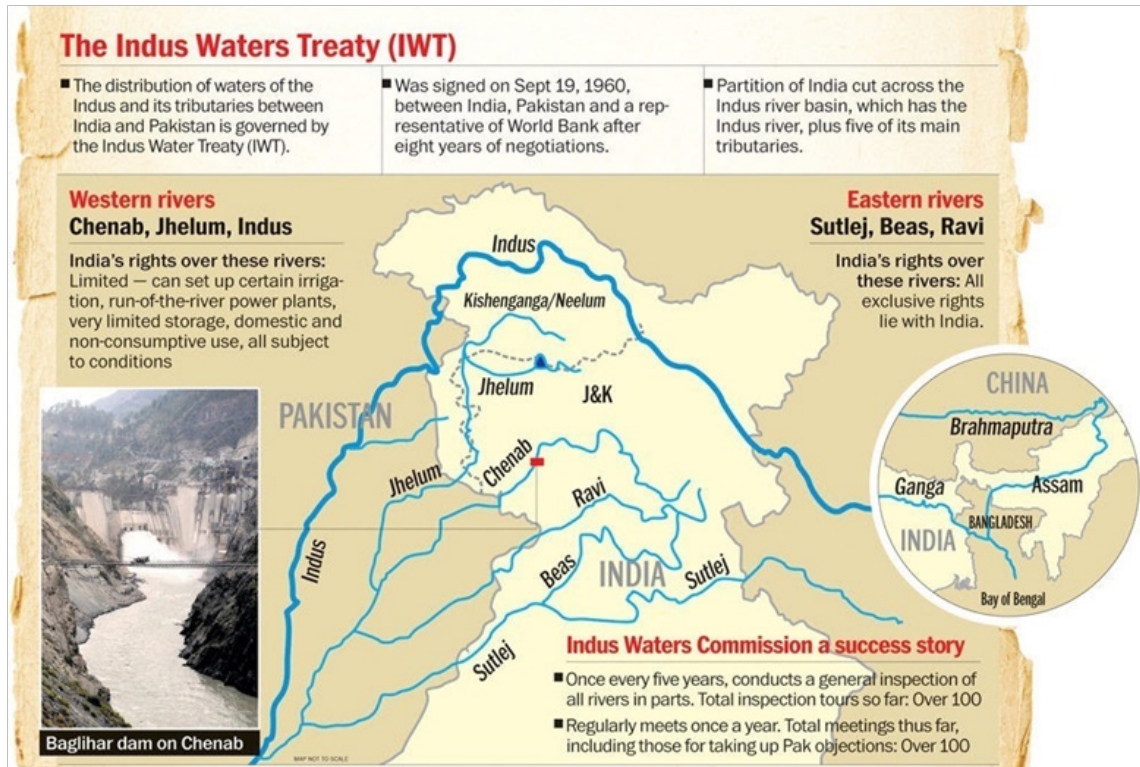 The Indus Waters Treaty (IWT)
■ The distribution of waters of the
Indus and its tributaries between
India and Pakistan is governed by
the Indus Water Treaty (IWT).
■ Was signed on Sept 19, 1960,
between India, Pakistan and a rep-
resentative of World Bank after
eight years of negotiations.
■ Partition of India cut across the
Indus river basin, which has the
Indus river, plus five of its main
tributaries.
Western rivers
Chenab, Jhelum, Indus
India's rights over these rivers:
Limited — can set up certain irriga-
tion, run-of-the-river power plants,
very limited storage, domestic and
non-consumptive use, all subject
to conditions
Eastern rivers
Sutlej, Beas, Ravi
India's rights over
these rivers: All
exclusive rights
lie with India.
Indus
Kishenganga/Neelum
Jhelum
J&K
PAKISTAN
Chenab
Jhelum
Ravi
Indus
Beas
INDIA
Sutlej
Sutlej
CHINA
Brahmaputra
Ganga
Assam
BANGLADESH
INDIA
Bay of Bengal
Indus Waters Commission a success story
■ Once every five years, conducts a general inspection of
all rivers in parts. Total inspection tours so far: Over 100
■ Regularly meets once a year. Total meetings thus far,
including those for taking up Pak objections: Over 100
Baglihar dam on Chenab
MAP NOT TO SCALE